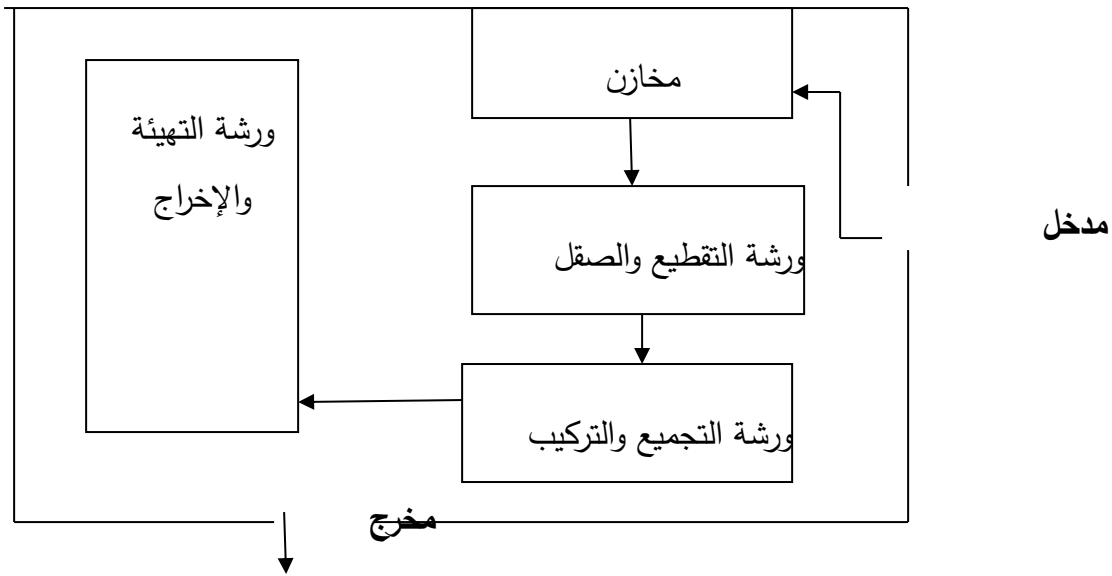 مخازن
ورشة التهيئة
والإخراج
مدخل
ورشة التقطيع والصقل
ورشة التجميع والتركيب
مخرج